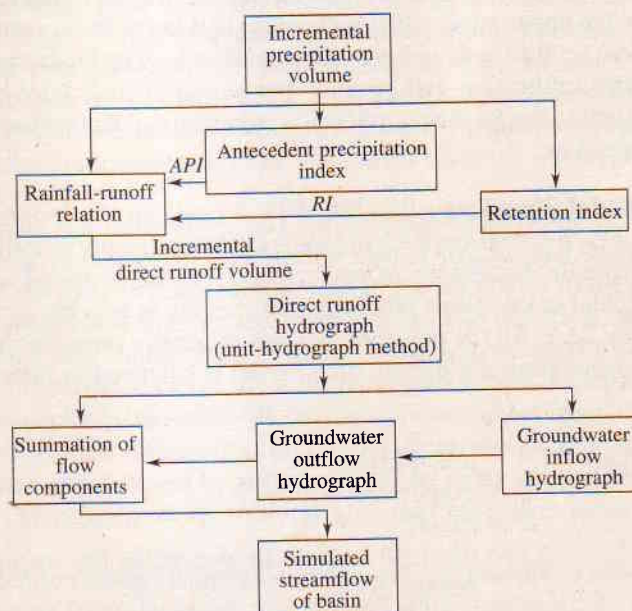 Incremental
precipitation
volume
Antecedent precipitation
index
API
Rainfall-runoff
relation
RI
Retention index
Incremental
direct runoff volume
Direct runoff
hydrograph
(unit-hydrograph method)
Summation of
flow
components
Groundwater
outflow
hydrograph
Groundwater
inflow
hydrograph
Simulated
streamflow
of basin